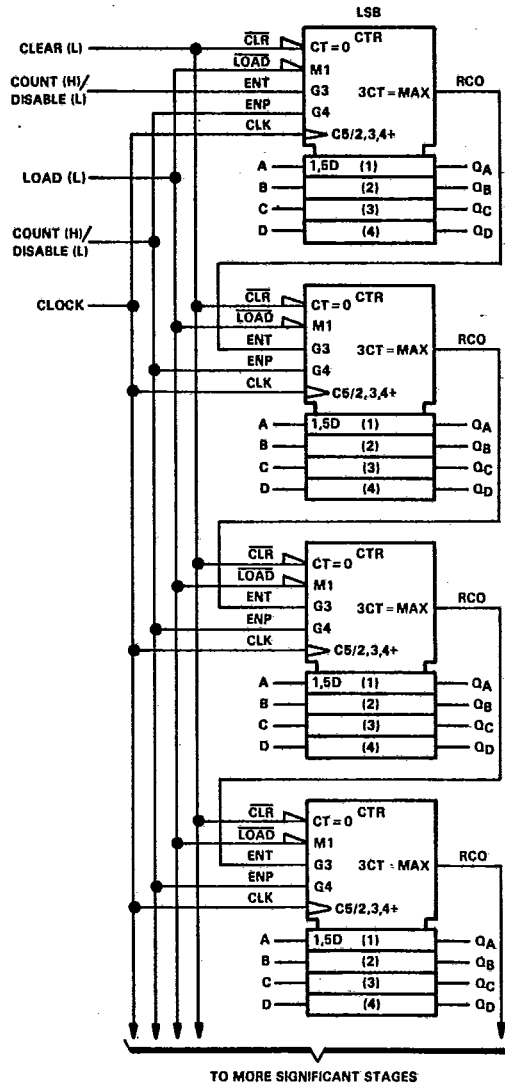 LSB
CLEAR (L)
CLR
CT=0
CTR
LOAD
M1
COUNT (H)/
DISABLE (L)
ENT
G3
3CT=MAX
RCO
ENP
G4
CLK
C5/2,3,4+
LOAD (L)
A
1,5D
(1)
QA
B
(2)
QB
C
(3)
QC
D
(4)
QD
COUNT (H)/
DISABLE (L)
CLOCK
CLR
CT=0
CTR
LOAD
M1
ENT
G3
3CT=MAX
RCO
ENP
G4
CLK
C5/2,3,4+
A
1,5D
(1)
QA
B
(2)
QB
C
(3)
QC
D
(4)
QD
CLR
CT=0
CTR
LOAD
M1
ENT
G3
3CT=MAX
RCO
ENP
G4
CLK
C5/2,3,4+
A
1,5D
(1)
QA
B
(2)
QB
C
(3)
QC
D
(4)
QD
CLR
CT=0
CTR
LOAD
M1
ENT
G3
3CT=MAX
RCO
ENP
G4
CLK
C5/2,3,4+
A
1,5D
(1)
QA
B
(2)
QB
C
(3)
QC
D
(4)
QD
TO MORE SIGNIFICANT STAGES